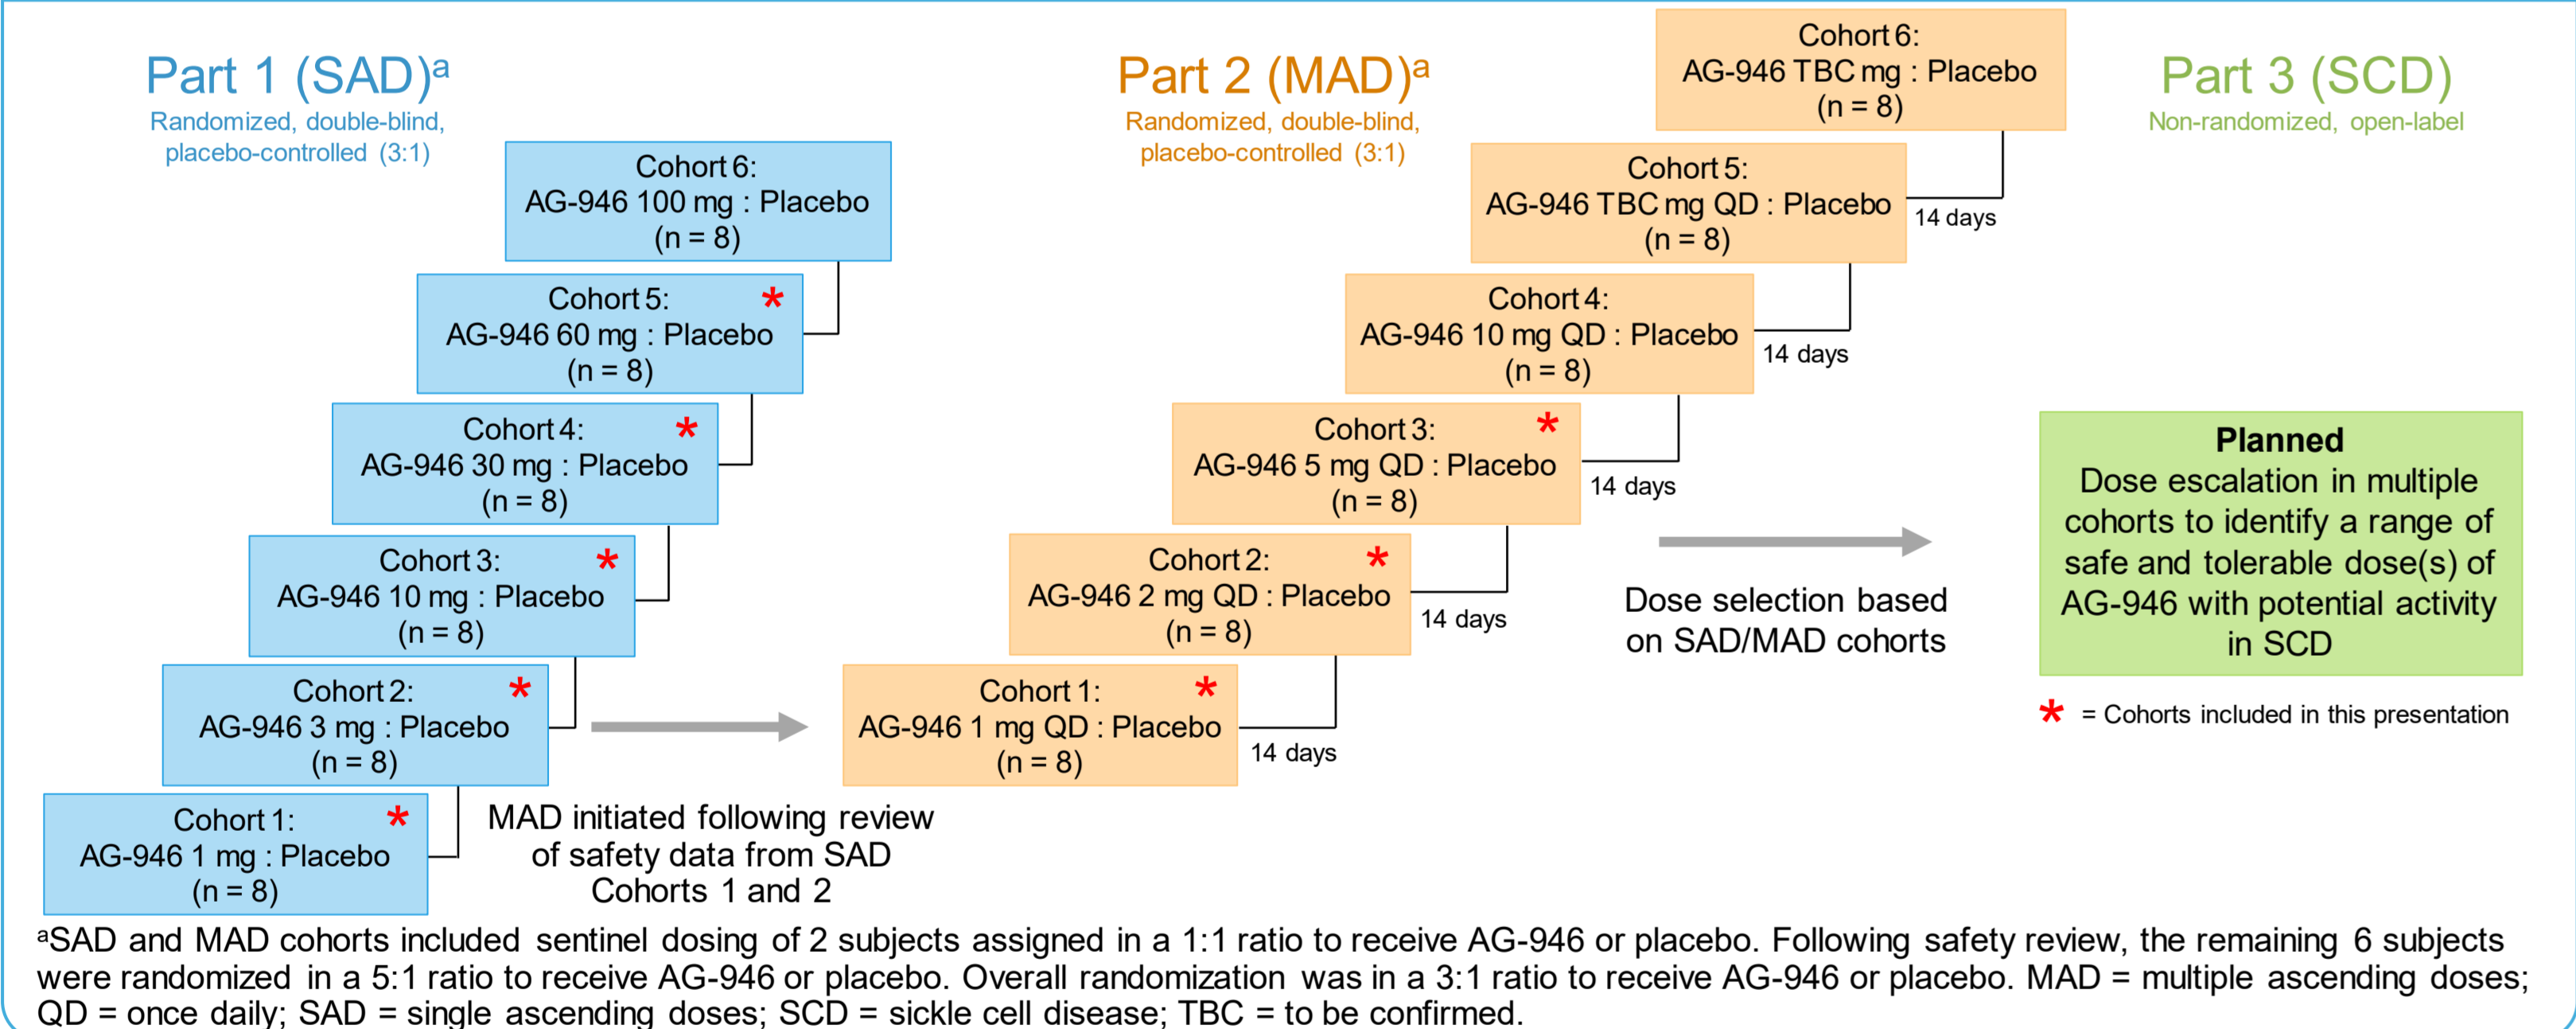 Part 1 (SAD)a
Randomized, double-blind,
placebo-controlled (3:1)
Cohort 6:
AG-946 100 mg : Placebo
(n = 8)
Cohort 5: *
AG-946 60 mg : Placebo
(n = 8)
Cohort 4: *
AG-946 30 mg : Placebo
(n = 8)
Cohort 3: *
AG-946 10 mg : Placebo
(n = 8)
Cohort 2: *
AG-946 3 mg : Placebo
(n = 8)
Cohort 1: *
AG-946 1 mg : Placebo
(n = 8)
MAD initiated following review
of safety data from SAD
Cohorts 1 and 2
Part 2 (MAD)a
Randomized, double-blind,
placebo-controlled (3:1)
Cohort 6:
AG-946 TBC mg : Placebo
(n = 8)
Cohort 5:
AG-946 TBC mg QD : Placebo
(n = 8)
14 days
Cohort 4:
AG-946 10 mg QD : Placebo
(n = 8)
14 days
Cohort 3: *
AG-946 5 mg QD : Placebo
(n = 8)
14 days
Cohort 2: *
AG-946 2 mg QD : Placebo
(n = 8)
14 days
Cohort 1: *
AG-946 1 mg QD : Placebo
(n = 8)
14 days
Dose selection based
on SAD/MAD cohorts
Part 3 (SCD)
Non-randomized, open-label
Planned
Dose escalation in multiple
cohorts to identify a range of
safe and tolerable dose(s) of
AG-946 with potential activity
in SCD
* = Cohorts included in this presentation
aSAD and MAD cohorts included sentinel dosing of 2 subjects assigned in a 1:1 ratio to receive AG-946 or placebo. Following safety review, the remaining 6 subjects
were randomized in a 5:1 ratio to receive AG-946 or placebo. Overall randomization was in a 3:1 ratio to receive AG-946 or placebo. MAD = multiple ascending doses;
QD = once daily; SAD = single ascending doses; SCD = sickle cell disease; TBC = to be confirmed.